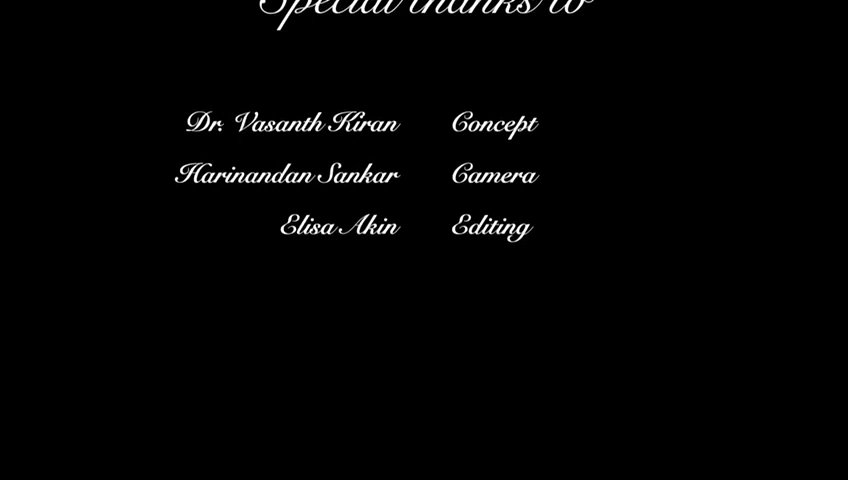 Special thanks to
Dr. Vasanth Kiran Concept
Harinandan Sankar Camera
Elisa Akin Editing